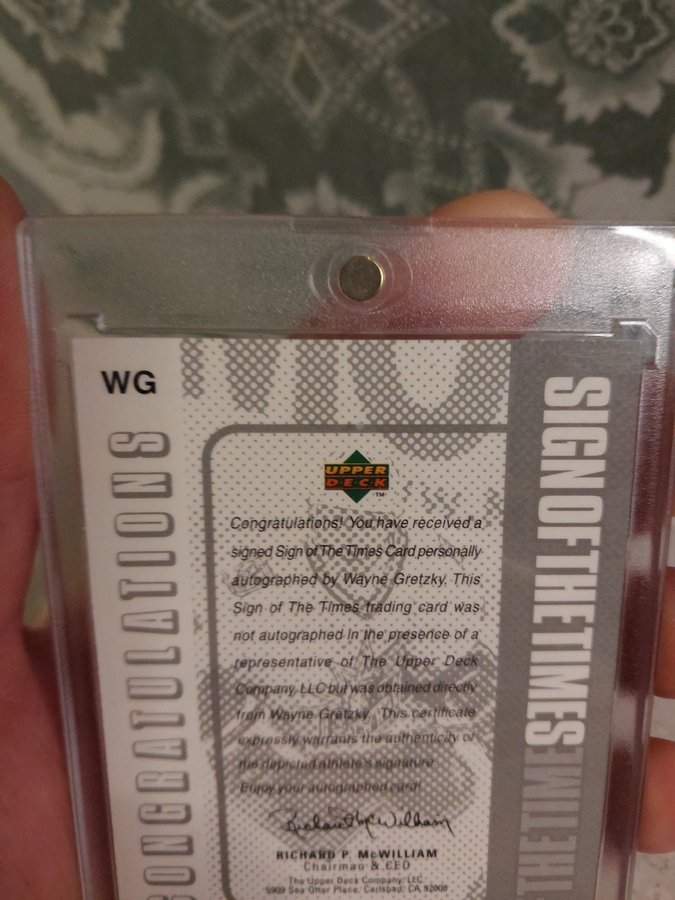 WG
CONGRATULATIONS
UPPER
DECK
TM
Congratulations! You have received a
signed Sign of The Times Card personally
autographed by Wayne Gretzky. This
Sign of The Times trading card was
not autographed in the presence of a
representative of The Upper Deck
Company, LLC but was obtained directly
from Wayne Gretzky. This certificate
expressly warrants the authenticity of
the depicted athlete's signature.
Enjoy your autographed card!
Richard P. McWilliam
RICHARD P. McWILLIAM
Chairman & CEO
The Upper Deck Company, LLC
5909 Sea Otter Place, Carlsbad, CA 92008
SIGNOFTHETIMES